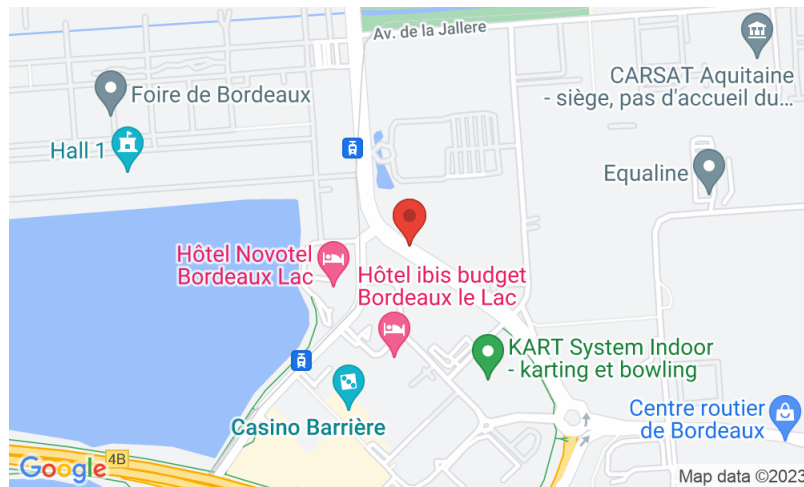 Av. de la Jallere
CARSAT Aquitaine
- siège, pas d'accueil du...
Foire de Bordeaux
Hall 1
Equaline
Hôtel Novotel
Bordeaux Lac
Hôtel ibis budget
Bordeaux le Lac
KART System Indoor
- karting et bowling
Casino Barrière
Centre routier
de Bordeaux
4B
Google
Map data ©2023